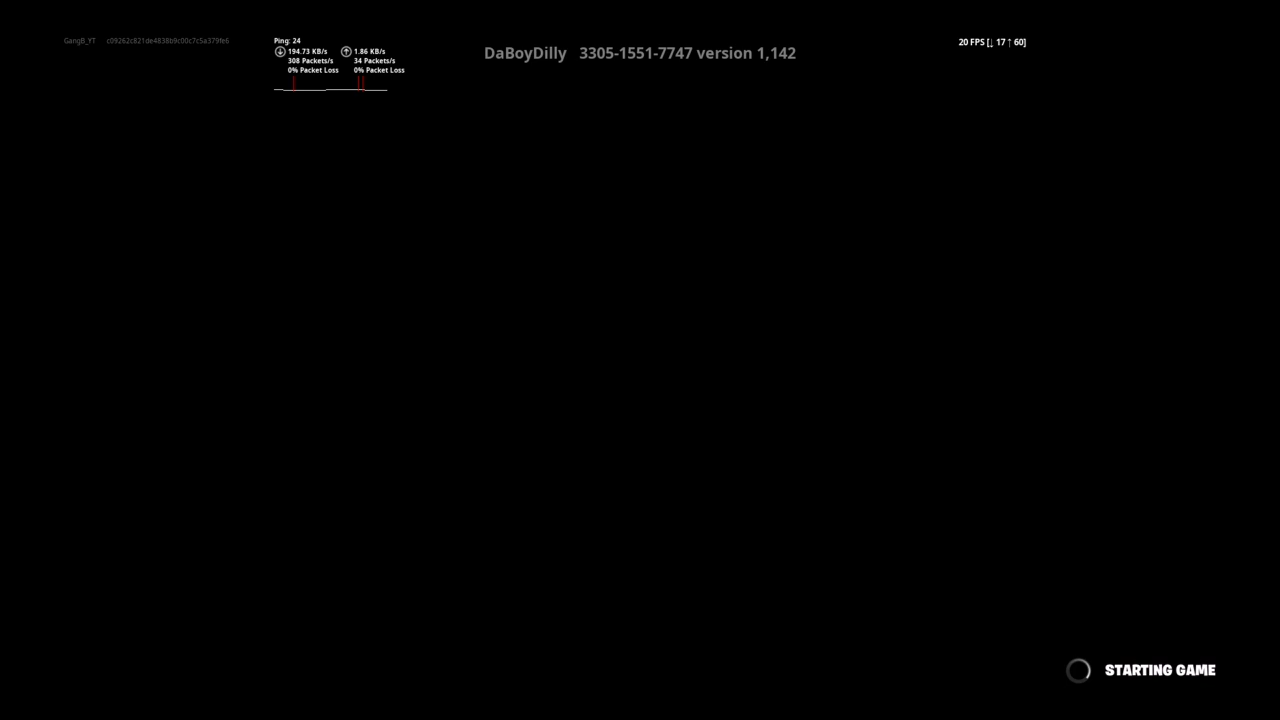 GangB_YT c09262c821de4838b9c00c7c5a379fe6
Ping: 24
194.73 KB/s 1.86 KB/s
308 Packets/s 34 Packets/s
0% Packet Loss 0% Packet Loss
DaBoyDilly 3305-1551-7747 version 1,142
20 FPS [↓ 17 ↑ 60]
STARTING GAME